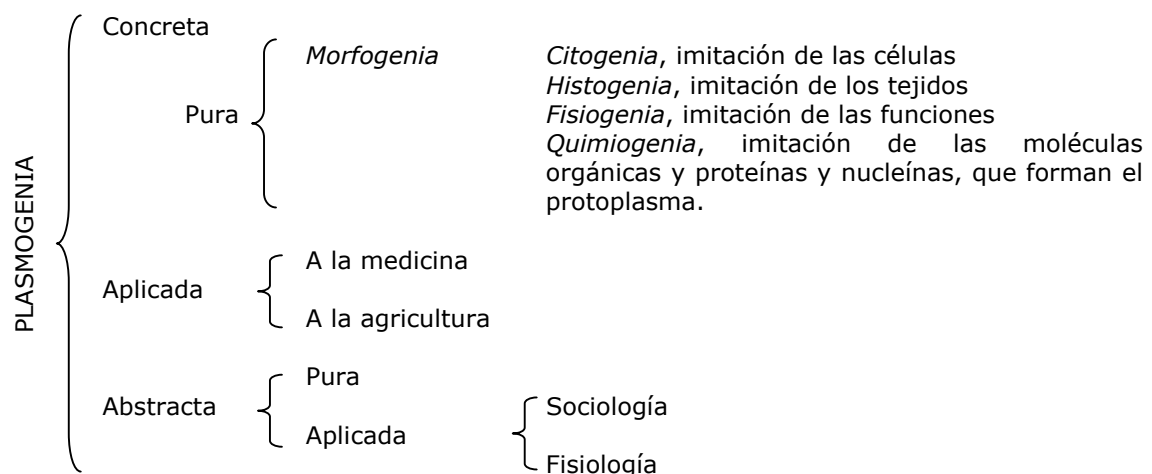 PLASMOGENIA
Concreta
Pura
Morfogenia
Citogenia, imitación de las células
Histogenia, imitación de los tejidos
Fisiogenia, imitación de las funciones
Quimiogenia, imitación de las moléculas
orgánicas y proteínas y nucleínas, que forman el
protoplasma.
Aplicada
A la medicina
A la agricultura
Abstracta
Pura
Aplicada
Sociología
Fisiología